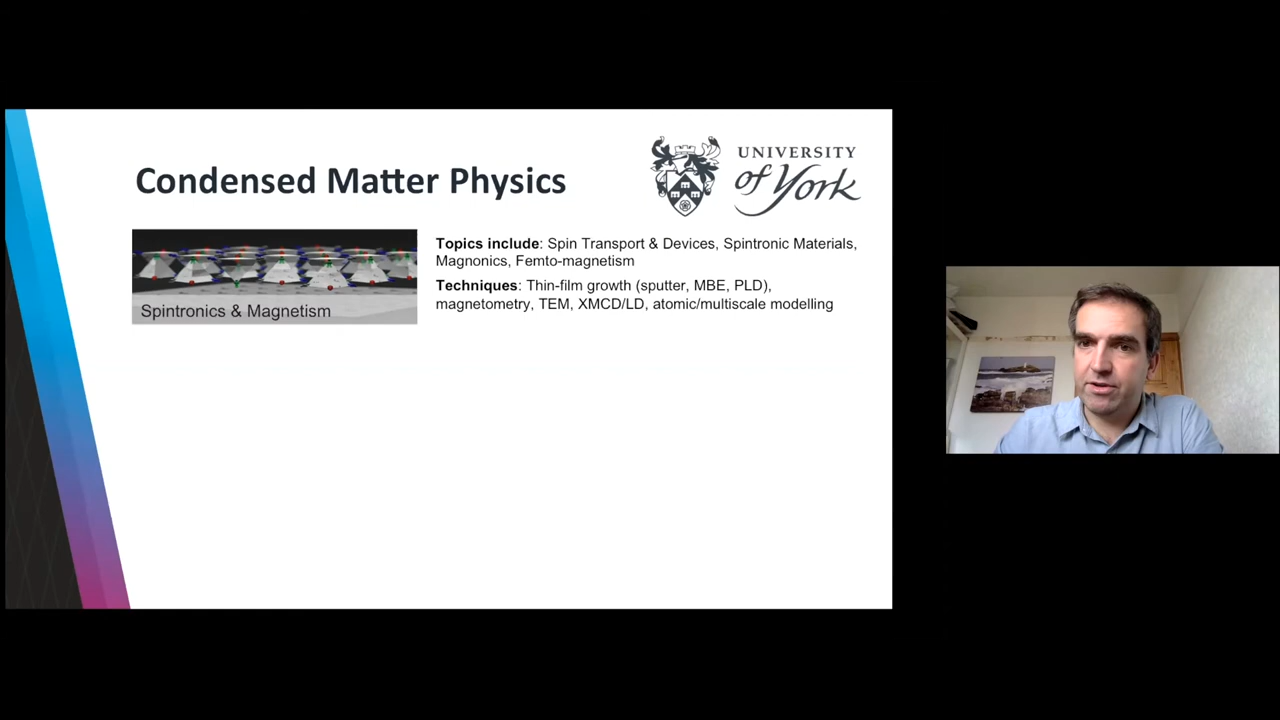 Condensed Matter Physics
UNIVERSITY
of York
Spintronics & Magnetism
Topics include: Spin Transport & Devices, Spintronic Materials,
Magnonics, Femto-magnetism
Techniques: Thin-film growth (sputter, MBE, PLD),
magnetometry, TEM, XMCD/LD, atomic/multiscale modelling